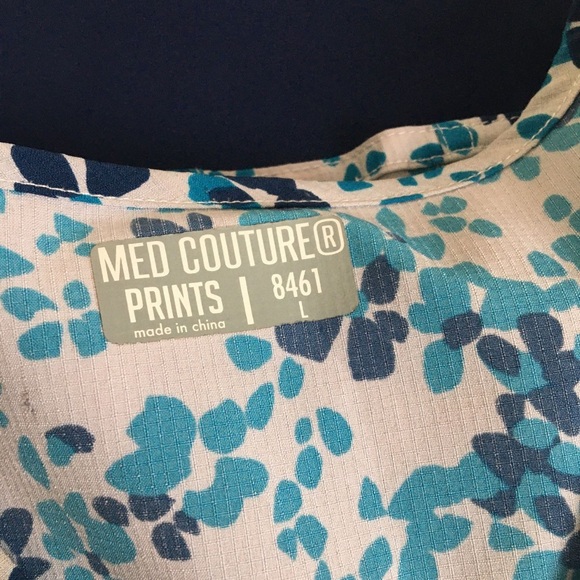 MED COUTURE®
PRINTS | 8461
made in china L